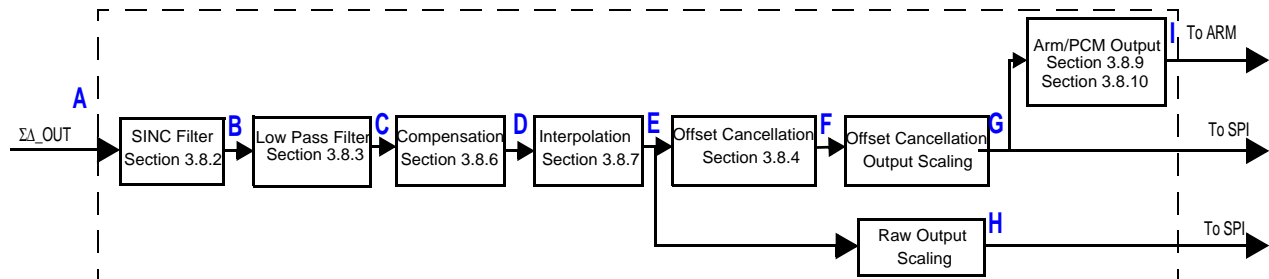 I
To ARM
Arm/PCM Output
Section 3.8.9
Section 3.8.10
A
B
C
D
E
F
G
To SPI
ΣΔ_OUT
SINC Filter
Section 3.8.2
Low Pass Filter
Section 3.8.3
Compensation
Section 3.8.6
Interpolation
Section 3.8.7
Offset Cancellation
Section 3.8.4
Offset Cancellation
Output Scaling
H
To SPI
Raw Output
Scaling